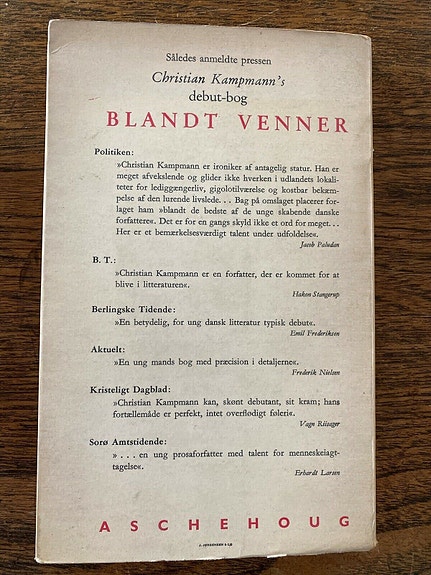 Således anmeldte pressen
Christian Kampmann's
debut-bog
BLANDT VENNER
Politiken:
»Christian Kampmann er ironiker af antagelig statur. Han er
meget afvekslende og glider ikke hverken i udlandets lokali-
teter for lediggængerliv, gigolotilværelse og kostbar bekæm-
pelse af den lurende livslede. . . Bag på omslaget placerer for-
laget ham »blandt de bedste af de unge skabende danske
forfattere«. Det er for en gangs skyld ikke et ord for meget. . .
Her er et bemærkelsesværdigt talent under udfoldelse«.
Jacob Paludan
B. T.:
»Christian Kampmann er en forfatter, der er kommet for at
blive i litteraturen«.
Hakon Stangerup
Berlingske Tidende:
»En betydelig, for ung dansk litteratur typisk debut«.
Emil Frederiksen
Aktuelt:
»En ung mands bog med præcision i detaljerne«.
Frederik Nielsen
Kristeligt Dagblad:
»Christian Kampmann kan, skønt debutant, sit kram; hans
fortællemåde er perfekt, intet overflødigt føleri«.
Vagn Riisager
Sorø Amtstidende:
» . . . en ung prosaforfatter med talent for menneskeiagt-
tagelse«.
Erhardt Larsen
ASCHEHOUG